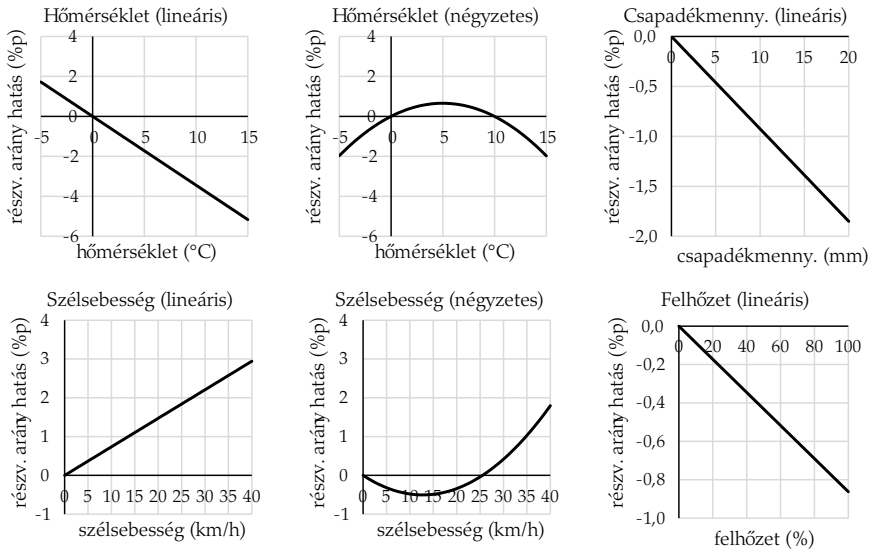 Hőmérséklet (lineáris)
részv. arány hatás (%p)
4
2
0
-2
-4
-6
-5 0 5 10 15
hőmérséklet (°C)
Hőmérséklet (négyzetes)
részv. arány hatás (%p)
4
2
0
-2
-4
-6
-5 0 5 10 15
hőmérséklet (°C)
Csapadékmenny. (lineáris)
részv. arány hatás (%p)
0,0
-0,5
-1,0
-1,5
-2,0
0 5 10 15 20
csapadékmenny. (mm)
Szélsebesség (lineáris)
részv. arány hatás (%p)
4
3
2
1
0
-1
0 5 10 15 20 25 30 35 40
szélsebesség (km/h)
Szélsebesség (négyzetes)
részv. arány hatás (%p)
4
3
2
1
0
-1
0 5 10 15 20 25 30 35 40
szélsebesség (km/h)
Felhőzet (lineáris)
részv. arány hatás (%p)
0,0
-0,2
-0,4
-0,6
-0,8
-1,0
0 20 40 60 80 100
felhőzet (%)